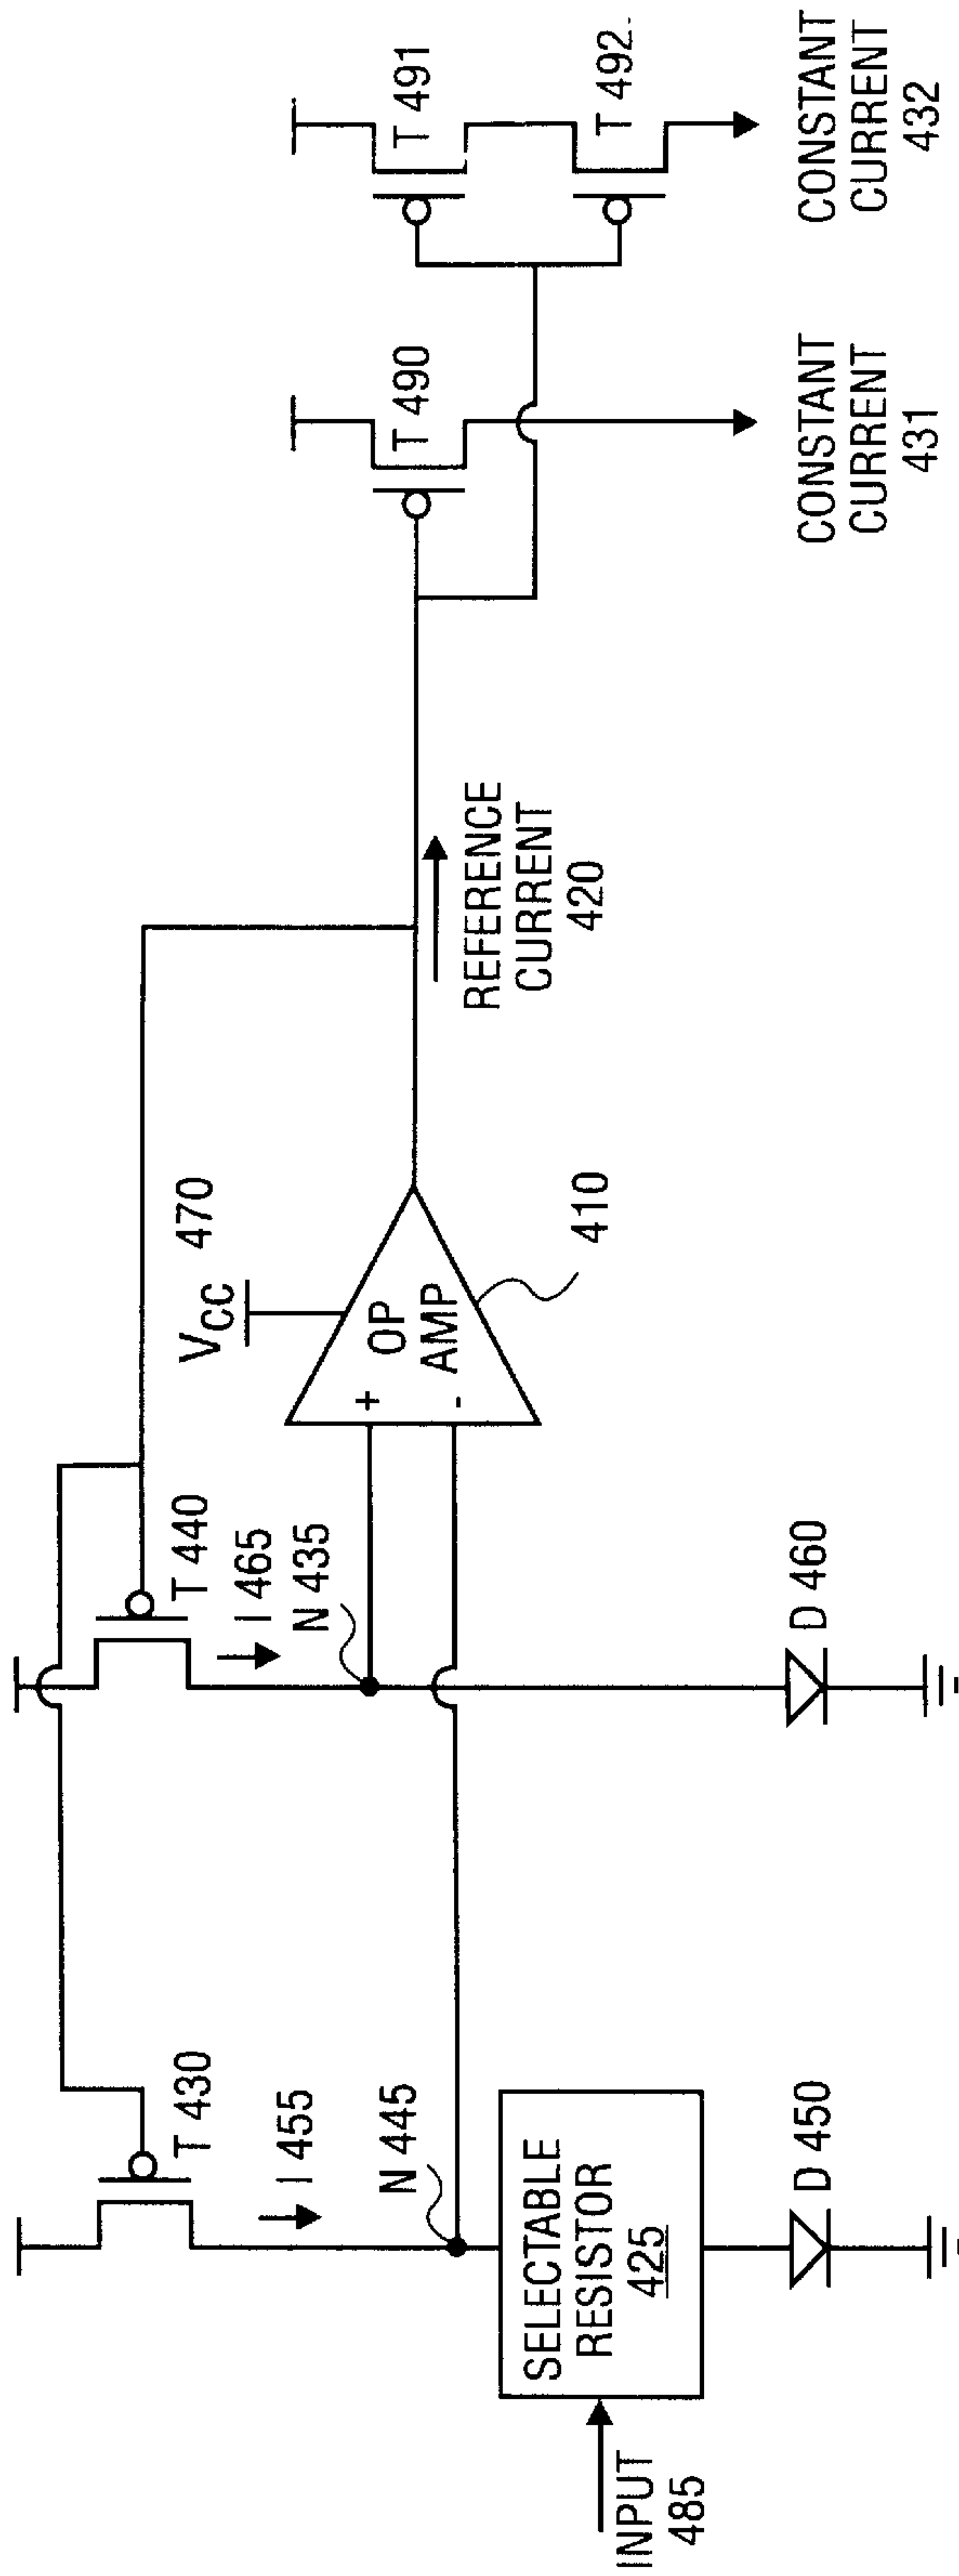 T 430
I 455
N 445
SELECTABLE
RESISTOR
425
INPUT
485
D 450
T 440
I 465
N 435
D 460
VCC 470
+
-
OP
AMP
410
REFERENCE
CURRENT
420
T 490
CONSTANT
CURRENT
431
T 491
T 492
CONSTANT
CURRENT
432